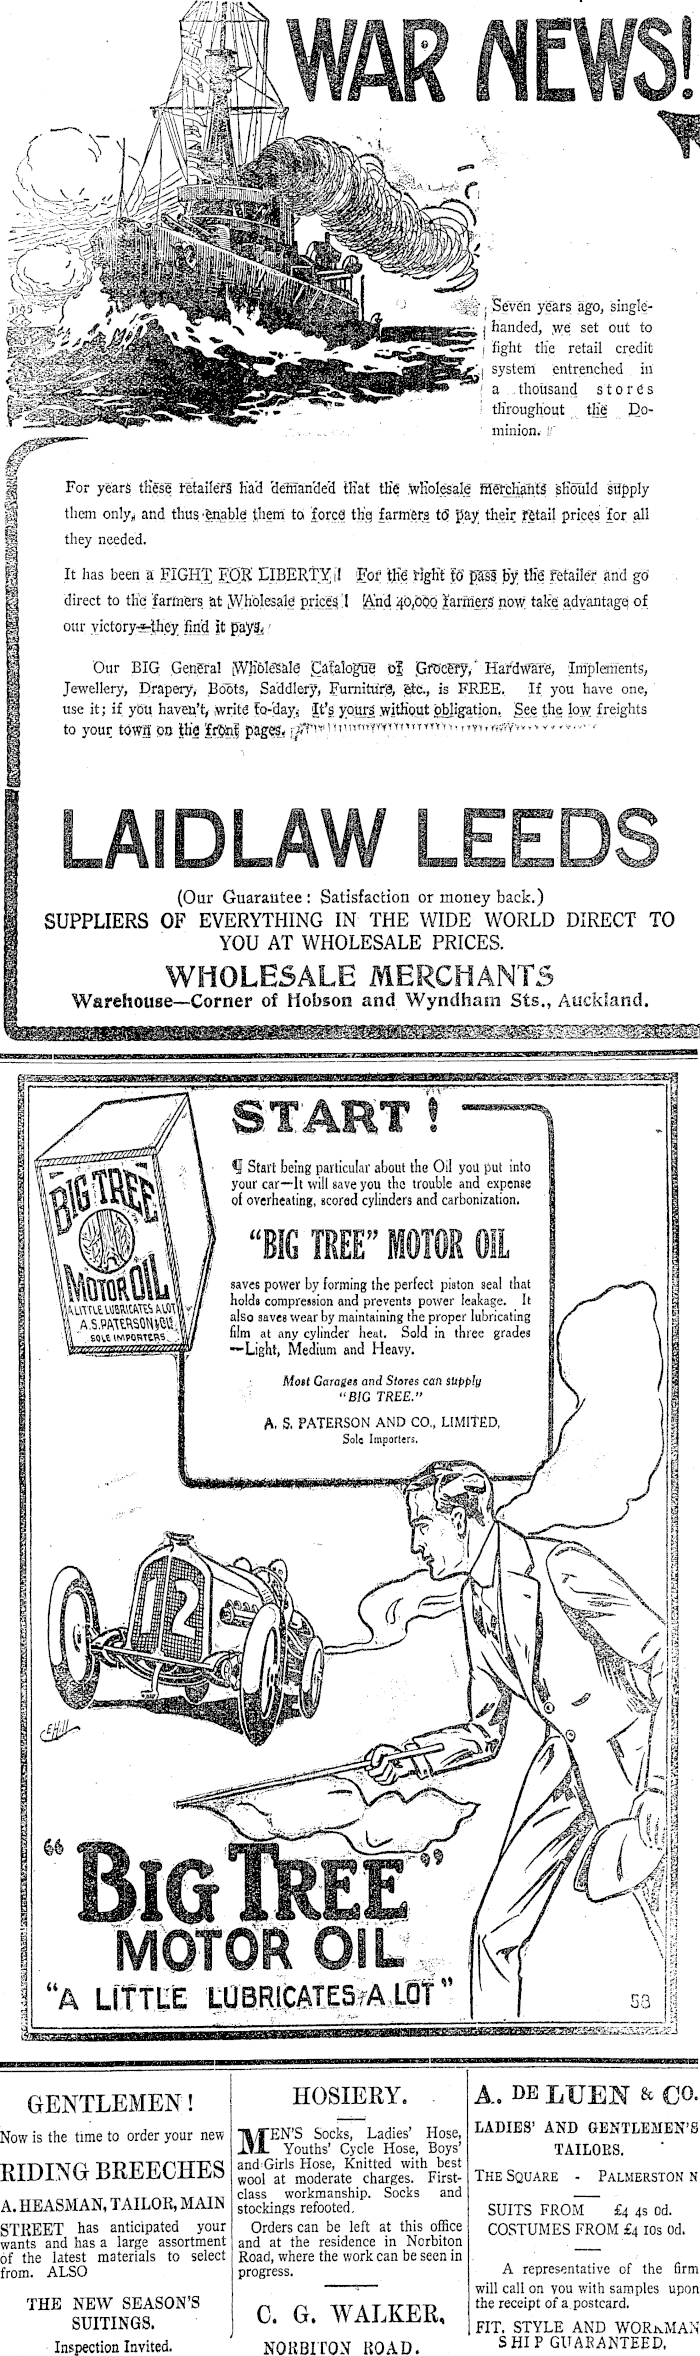 WAR NEWS!
Seven years ago, single-
handed, we set out to
fight the retail credit
system entrenched in
a thousand stores
throughout the Do-
minion.
For years these retailers had demanded that the wholesale merchants should supply
them only, and thus enable them to force the farmers to pay their retail prices for all
they needed.
It has been a FIGHT FOR LIBERTY! For the right to pass by the retailer and go
direct to the farmers at Wholesale prices! And 40,000 farmers now take advantage of
our victory—they find it pays.
Our BIG General Wholesale Catalogue of Grocery, Hardware, Implements,
Jewellery, Drapery, Boots, Saddlery, Furniture, etc., is FREE. If you have one,
use it; if you haven't, write to-day. It's yours without obligation. See the low freights
to your town on the front pages.
LAIDLAW LEEDS
(Our Guarantee: Satisfaction or money back.)
SUPPLIERS OF EVERYTHING IN THE WIDE WORLD DIRECT TO
YOU AT WHOLESALE PRICES.
WHOLESALE MERCHANTS
Warehouse—Corner of Hobson and Wyndham Sts., Auckland.
BIG TREE
MOTOR OIL
A LITTLE LUBRICATES A LOT
A.S. PATERSON & Co. Ltd.
SOLE IMPORTERS
START!
¶ Start being particular about the Oil you put into
your car—It will save you the trouble and expense
of overheating, scored cylinders and carbonization.
"BIG TREE" MOTOR OIL
saves power by forming the perfect piston seal that
holds compression and prevents power leakage. It
also saves wear by maintaining the proper lubricating
film at any cylinder heat. Sold in three grades
—Light, Medium and Heavy.
Most Garages and Stores can supply
"BIG TREE."
A. S. PATERSON AND CO., LIMITED,
Sole Importers.
12
E.Hill
"BIG TREE"
MOTOR OIL
"A LITTLE LUBRICATES A LOT"
53
GENTLEMEN!
Now is the time to order your new
RIDING BREECHES
A. HEASMAN, TAILOR, MAIN
STREET has anticipated your
wants and has a large assortment
of the latest materials to select
from. ALSO
THE NEW SEASON'S
SUITINGS.
Inspection Invited.
HOSIERY.
MEN'S Socks, Ladies' Hose,
Youths' Cycle Hose, Boys'
and Girls Hose, Knitted with best
wool at moderate charges. First-
class workmanship. Socks and
stockings refooted.
Orders can be left at this office
and at the residence in Norbiton
Road, where the work can be seen in
progress.
C. G. WALKER,
NORBITON ROAD.
A. DE LUEN & CO.
LADIES' AND GENTLEMEN'S
TAILORS.
THE SQUARE - PALMERSTON N
SUITS FROM £4 4s 0d.
COSTUMES FROM £4 10s 0d.
A representative of the firm
will call on you with samples upon
the receipt of a postcard.
FIT, STYLE AND WORKMAN
SHIP GUARANTEED.